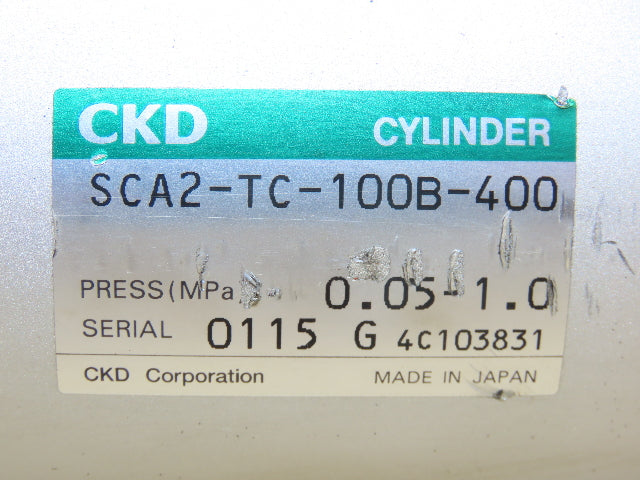 CKD CYLINDER
SCA2-TC-100B-400
PRESS(MPa) 0.05-1.0
SERIAL 0115 G 4C103831
CKD Corporation MADE IN JAPAN